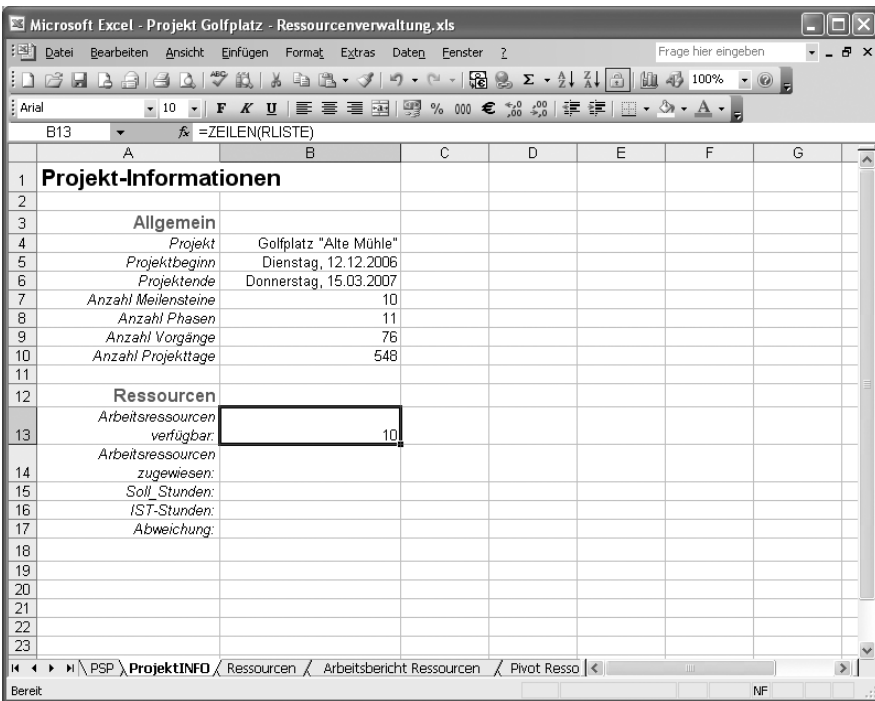 Microsoft Excel - Projekt Golfplatz - Ressourcenverwaltung.xls
Datei Bearbeiten Ansicht Einfügen Format Extras Daten Fenster ? Frage hier eingeben
100%
Arial 10 F K U % 000 €
B13 fx =ZEILEN(RLISTE)
A B C D E F G
1 Projekt-Informationen
2
3 Allgemein
4 Projekt Golfplatz "Alte Mühle"
5 Projektbeginn Dienstag, 12.12.2006
6 Projektende Donnerstag, 15.03.2007
7 Anzahl Meilensteine 10
8 Anzahl Phasen 11
9 Anzahl Vorgänge 76
10 Anzahl Projekttage 548
11
12 Ressourcen
Arbeitsressourcen
13 verfügbar: 10
Arbeitsressourcen
14 zugewiesen:
15 Soll_Stunden:
16 IST-Stunden:
17 Abweichung:
18
19
20
21
22
23
PSP ProjektINFO Ressourcen Arbeitsbericht Ressourcen Pivot Resso
Bereit NF